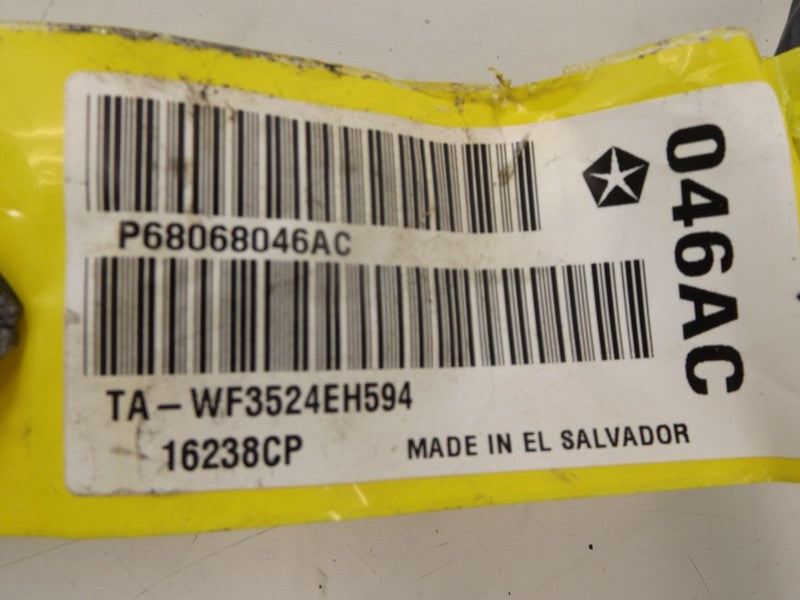 P68068046AC
TA-WF3524EH594
16238CP
MADE IN EL SALVADOR
046AC